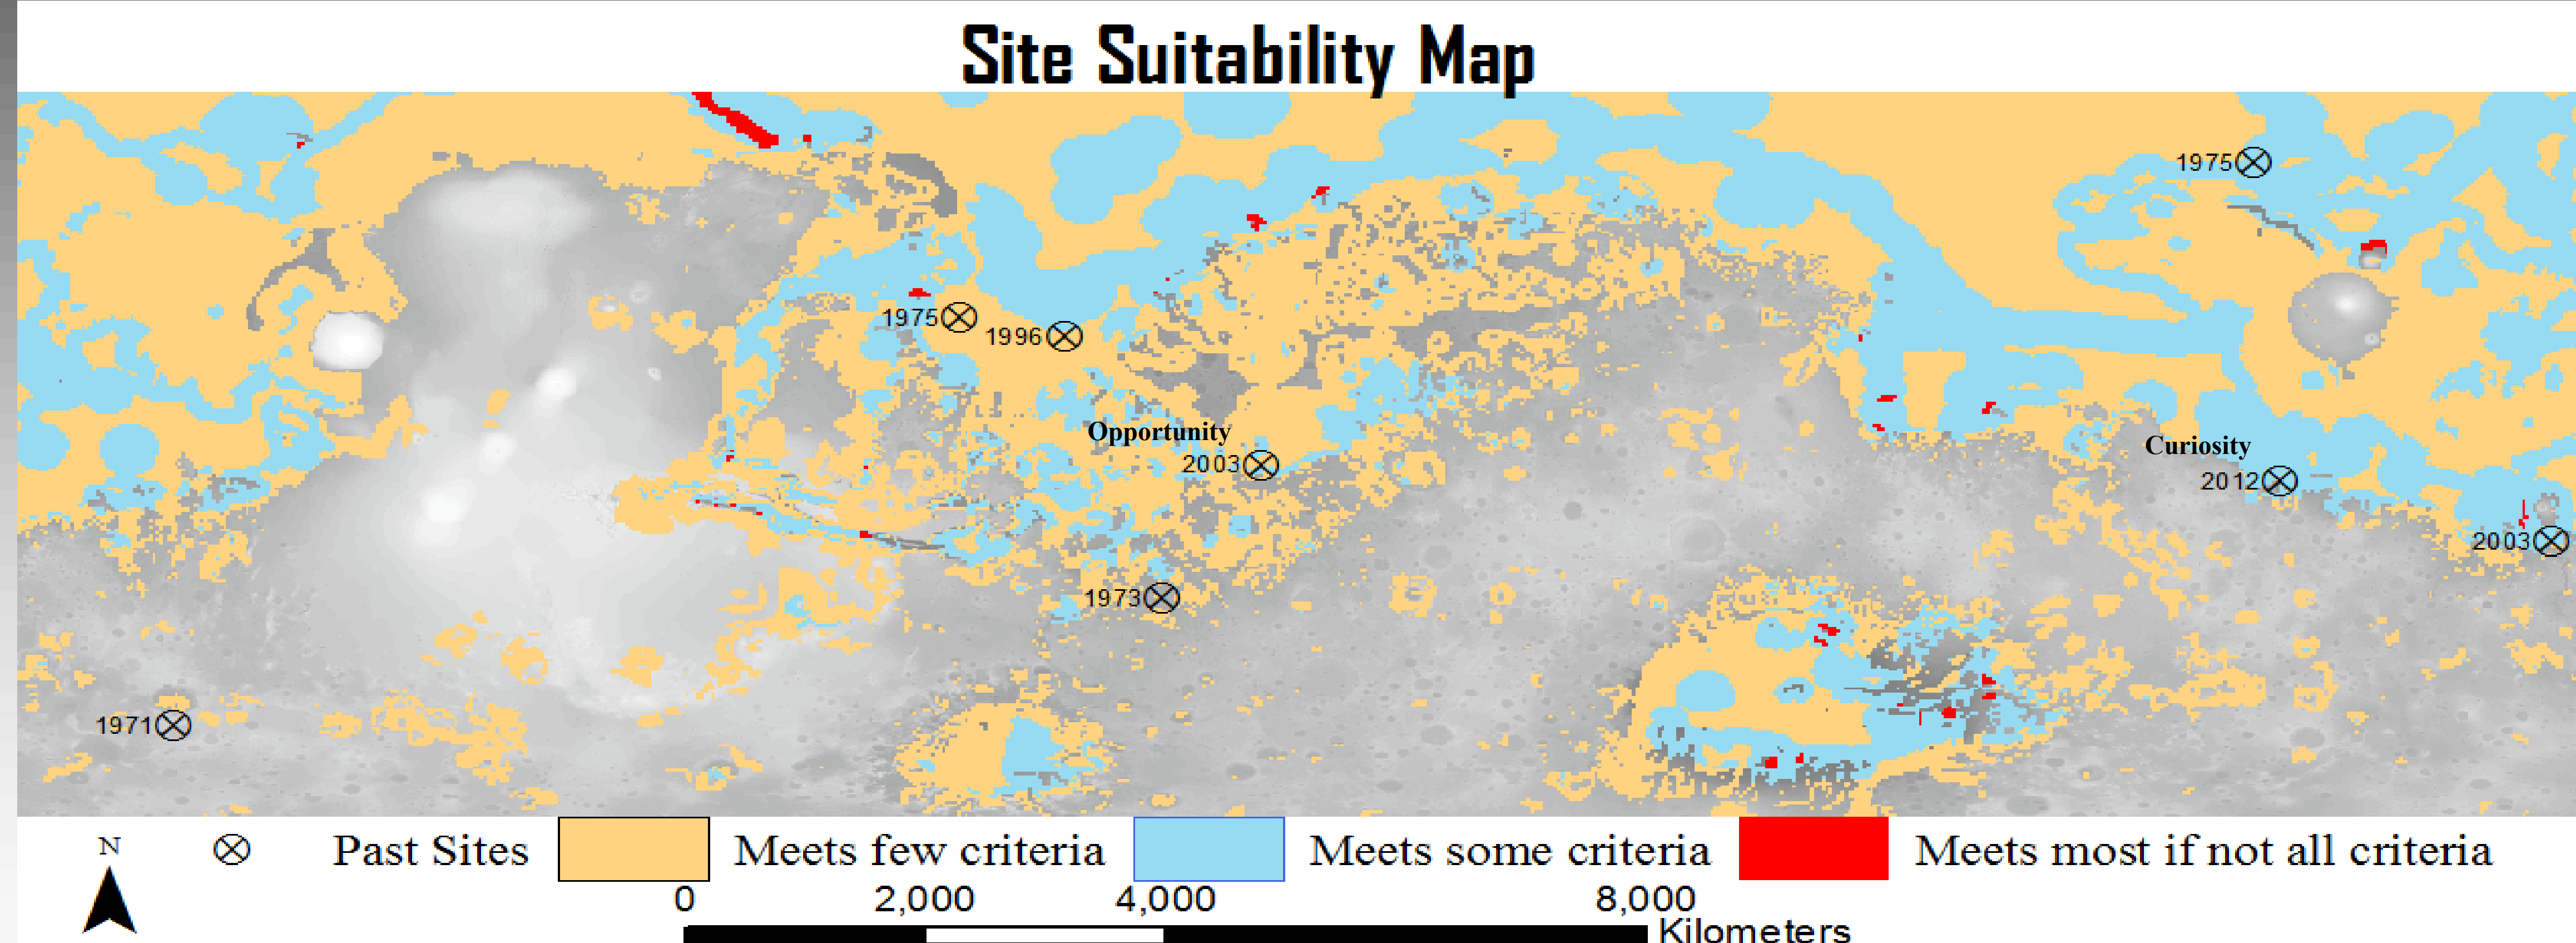 Site Suitability Map
1975
1975
1996
Opportunity
2003
Curiosity
2012
2003
1973
1971
N
Past Sites
Meets few criteria
Meets some criteria
Meets most if not all criteria
0 2,000 4,000 8,000
Kilometers